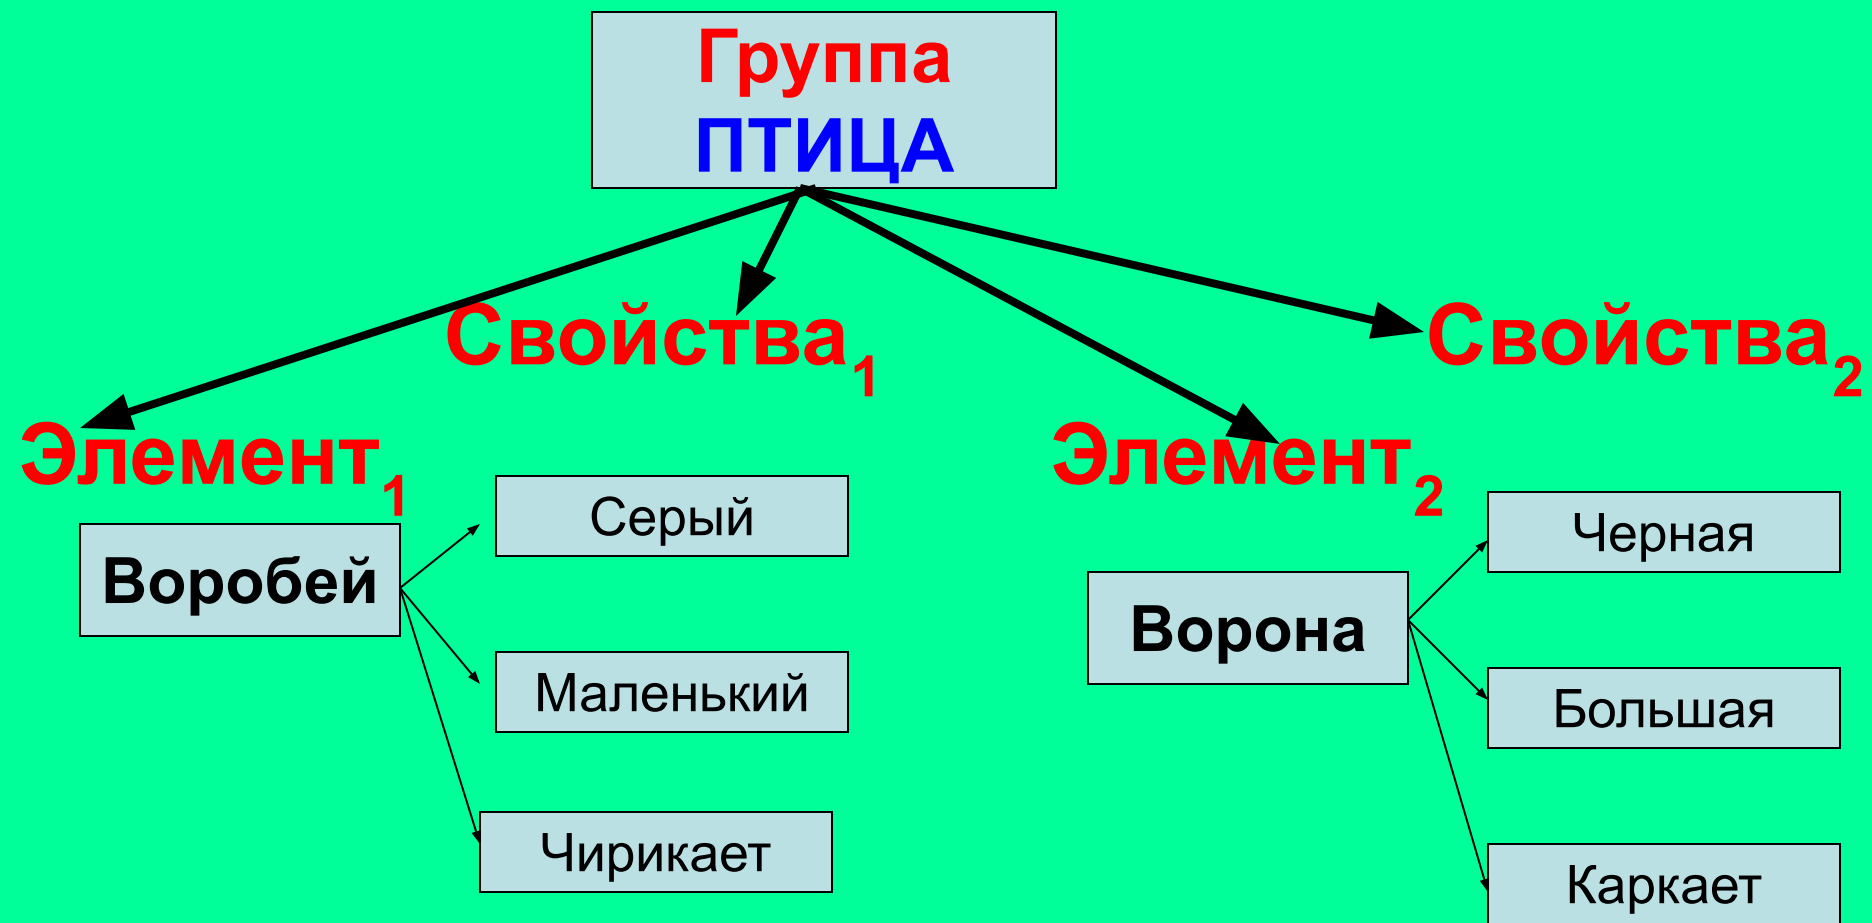 Группа
ПТИЦА
Свойства1
Свойства2
Элемент1
Элемент2
Воробей
Серый
Маленький
Чирикает
Ворона
Черная
Большая
Каркает